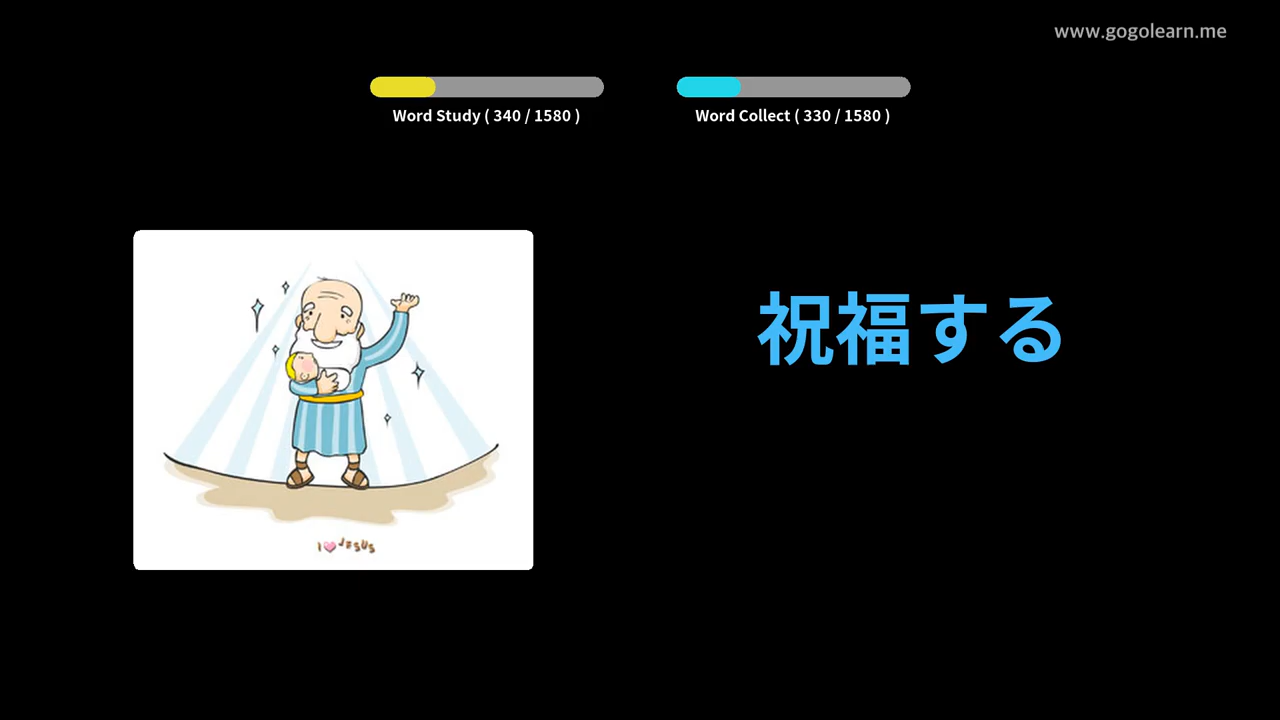 www.gogolearn.me
Word Study ( 340 / 1580 )
Word Collect ( 330 / 1580 )
祝福する
I JESUS